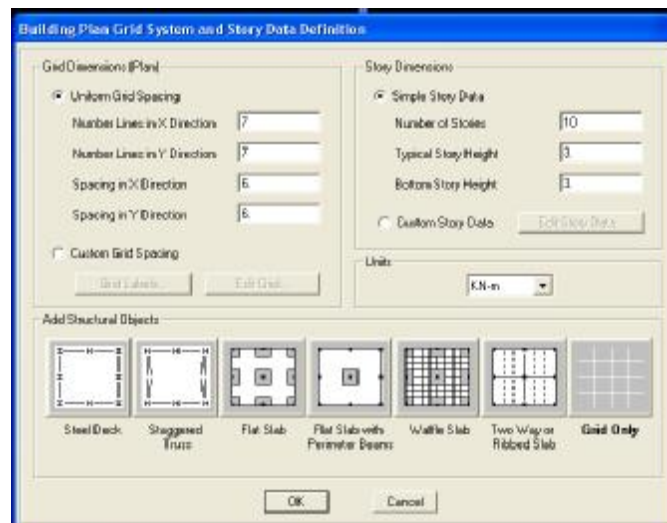 Building Plan Grid System and Story Data Definition
Grid Dimensions (Plan)
Uniform Grid Spacing
Number Lines in X Direction 7
Number Lines in Y Direction 7
Spacing in X Direction 6.
Spacing in Y Direction 6.
Custom Grid Spacing
Grid Labels... Edit Grid...
Story Dimensions
Simple Story Data
Number of Stories 10
Typical Story Height 3.
Bottom Story Height 3.
Custom Story Data Edit Story Data...
Units
KN-m
Add Structural Objects
Steel Deck
Staggered
Truss
Flat Slab
Flat Slab with
Perimeter Beams
Waffle Slab
Two Way or
Ribbed Slab
Grid Only
OK Cancel